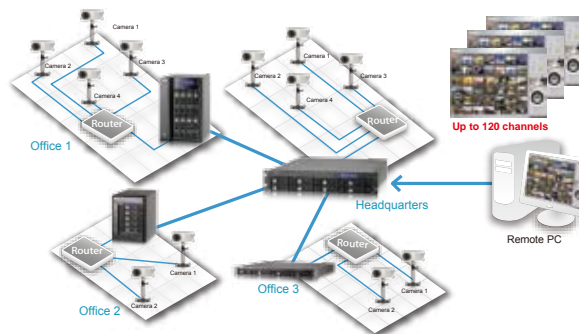 Camera 1
Camera 2
Camera 3
Camera 4
Router
Office 1
Camera 1
Camera 2
Camera 3
Camera 4
Router
Up to 120 channels
Headquarters
Remote PC
Router
Camera 1
Camera 2
Office 2
Router
Camera 1
Camera 2
Office 3